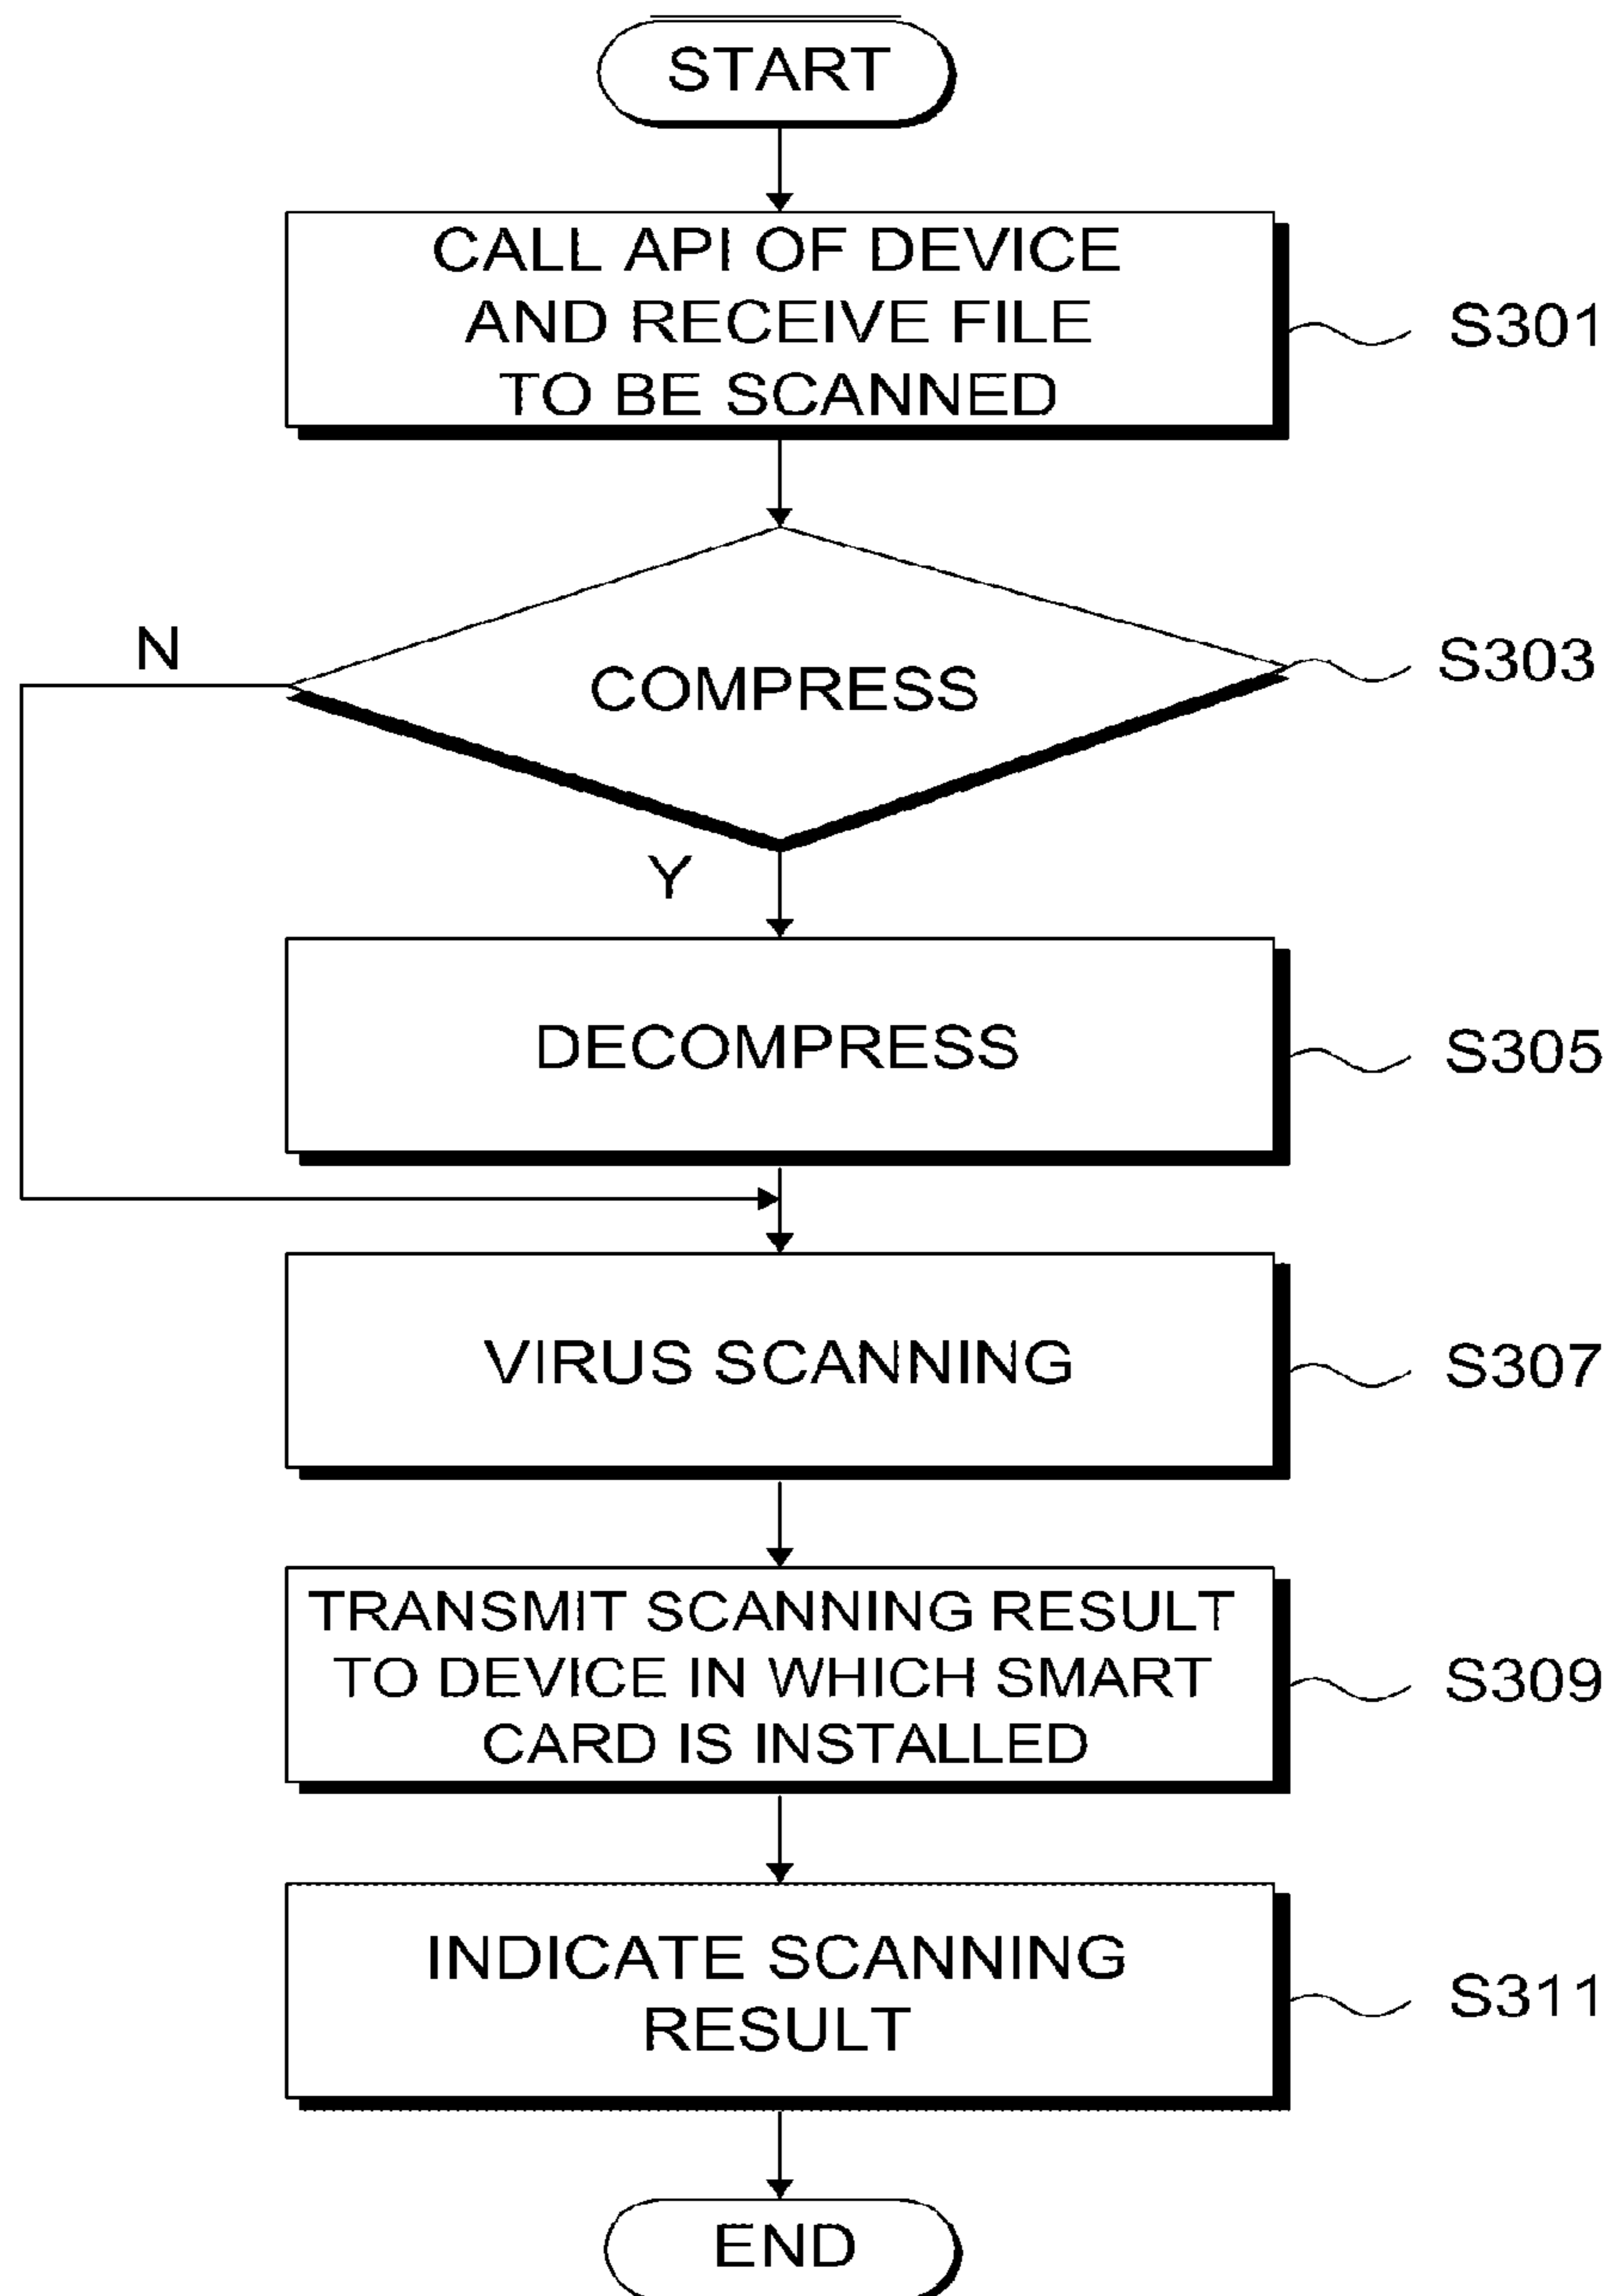 START
CALL API OF DEVICE
AND RECEIVE FILE
TO BE SCANNED
S301
N
COMPRESS
S303
Y
DECOMPRESS
S305
VIRUS SCANNING
S307
TRANSMIT SCANNING RESULT
TO DEVICE IN WHICH SMART
CARD IS INSTALLED
S309
INDICATE SCANNING
RESULT
S311
END